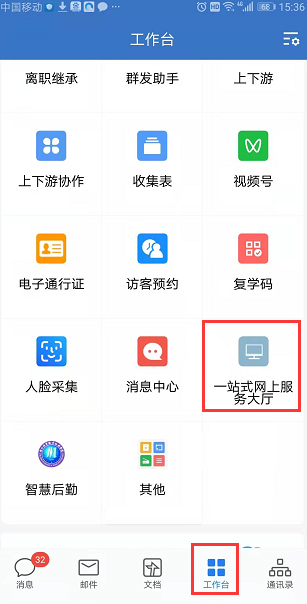 中国移动 HD 4G 68 15:36
工作台
离职继承 群发助手 上下游
上下游协作 收集表 视频号
电子通行证 访客预约 复学码
人脸采集 消息中心 一站式网上服
务大厅
智慧后勤 其他
32
消息 邮件 文档 工作台 通讯录